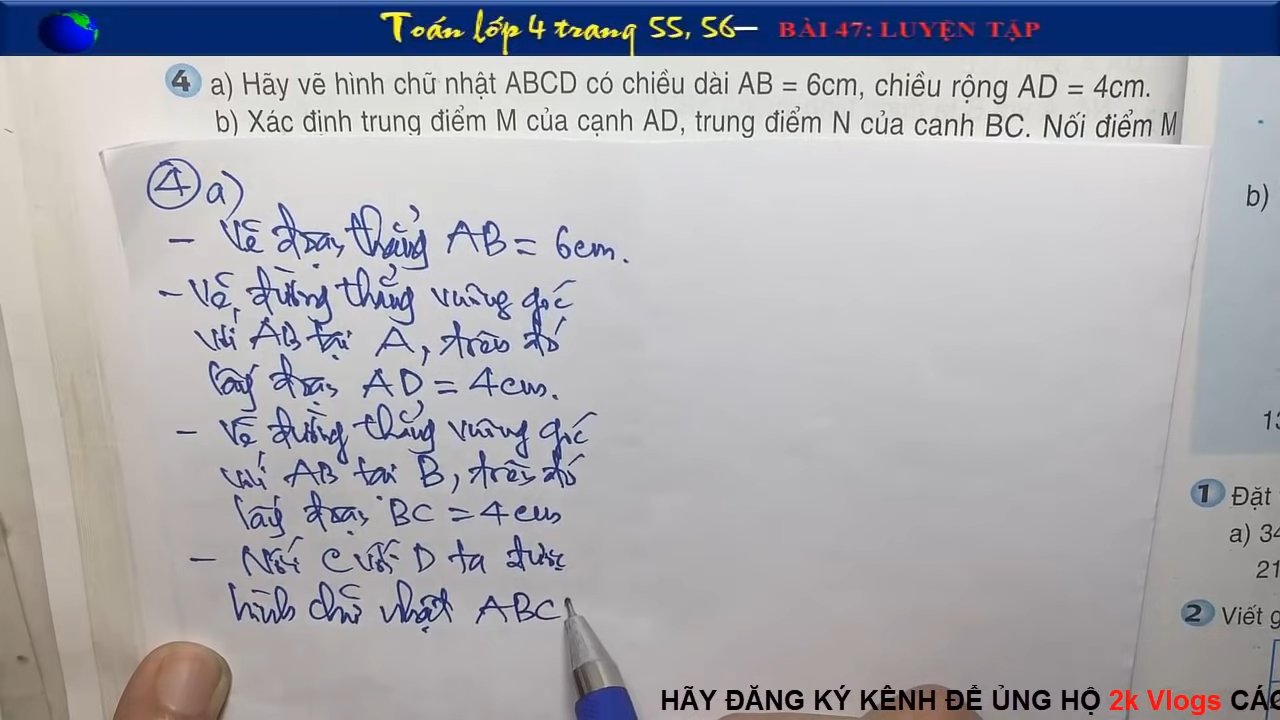 Toán lớp 4 trang 55, 56— BÀI 47: LUYỆN TẬP
4 a) Hãy vẽ hình chữ nhật ABCD có chiều dài AB = 6cm, chiều rộng AD = 4cm.
b) Xác định trung điểm M của cạnh AD, trung điểm N của cạnh BC. Nối điểm M
4 a)
- Vẽ đoạn thẳng AB = 6cm.
- Vẽ đường thẳng vuông góc
với AB tại A, trên đó
lấy đoạn AD = 4cm.
- Vẽ đường thẳng vuông góc
với AB tại B, trên đó
lấy đoạn BC = 4cm
- Nối C với D ta được
hình chữ nhật ABC
b)
13
1 Đặt
a) 34
21
2 Viết g
HÃY ĐĂNG KÝ KÊNH ĐỂ ỦNG HỘ 2k Vlogs CÁC